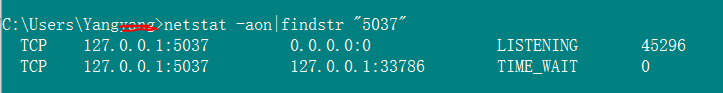 C:\Users\Yangyang>netstat -aon|findstr "5037"
TCP 127.0.0.1:5037 0.0.0.0:0 LISTENING 45296
TCP 127.0.0.1:5037 127.0.0.1:33786 TIME_WAIT 0